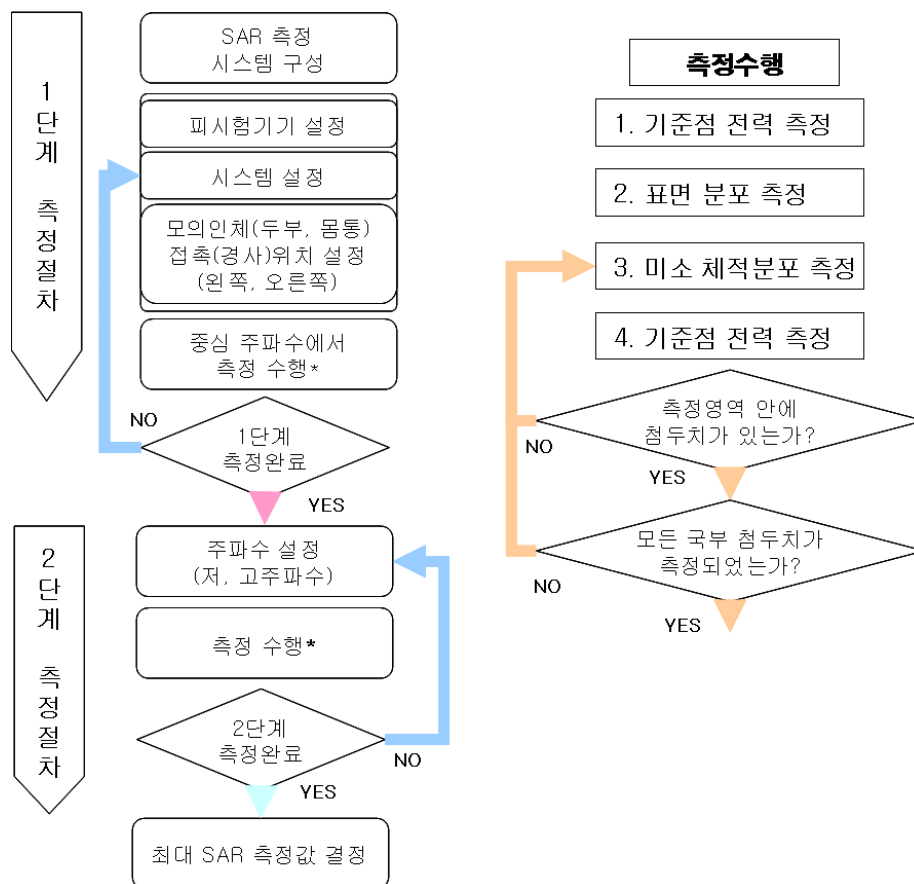 1단계 측정절차
SAR 측정
시스템 구성
피시험기기 설정
시스템 설정
모의인체(두부, 몸통)
접촉(경사)위치 설정
(왼쪽, 오른쪽)
중심 주파수에서
측정 수행*
NO
1단계
측정완료
YES
2단계 측정절차
주파수 설정
(저, 고주파수)
측정 수행*
2단계
측정완료
NO
YES
최대 SAR 측정값 결정
측정수행
1. 기준점 전력 측정
2. 표면 분포 측정
3. 미소 체적분포 측정
4. 기준점 전력 측정
측정영역 안에
첨두치가 있는가?
NO
YES
모든 국부 첨두치가
측정되었는가?
NO
YES